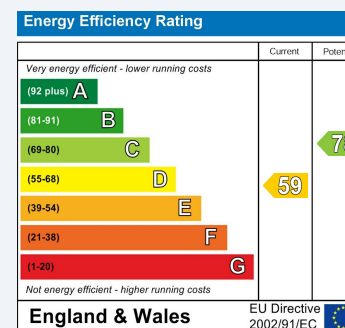 Energy Efficiency Rating
Current
Very energy efficient - lower running costs
(92 plus) A
(81-91) B
(69-80) C
(55-68) D
59
(39-54) E
(21-38) F
(1-20) G
Not energy efficient - higher running costs
England & Wales
EU Directive
2002/91/EC